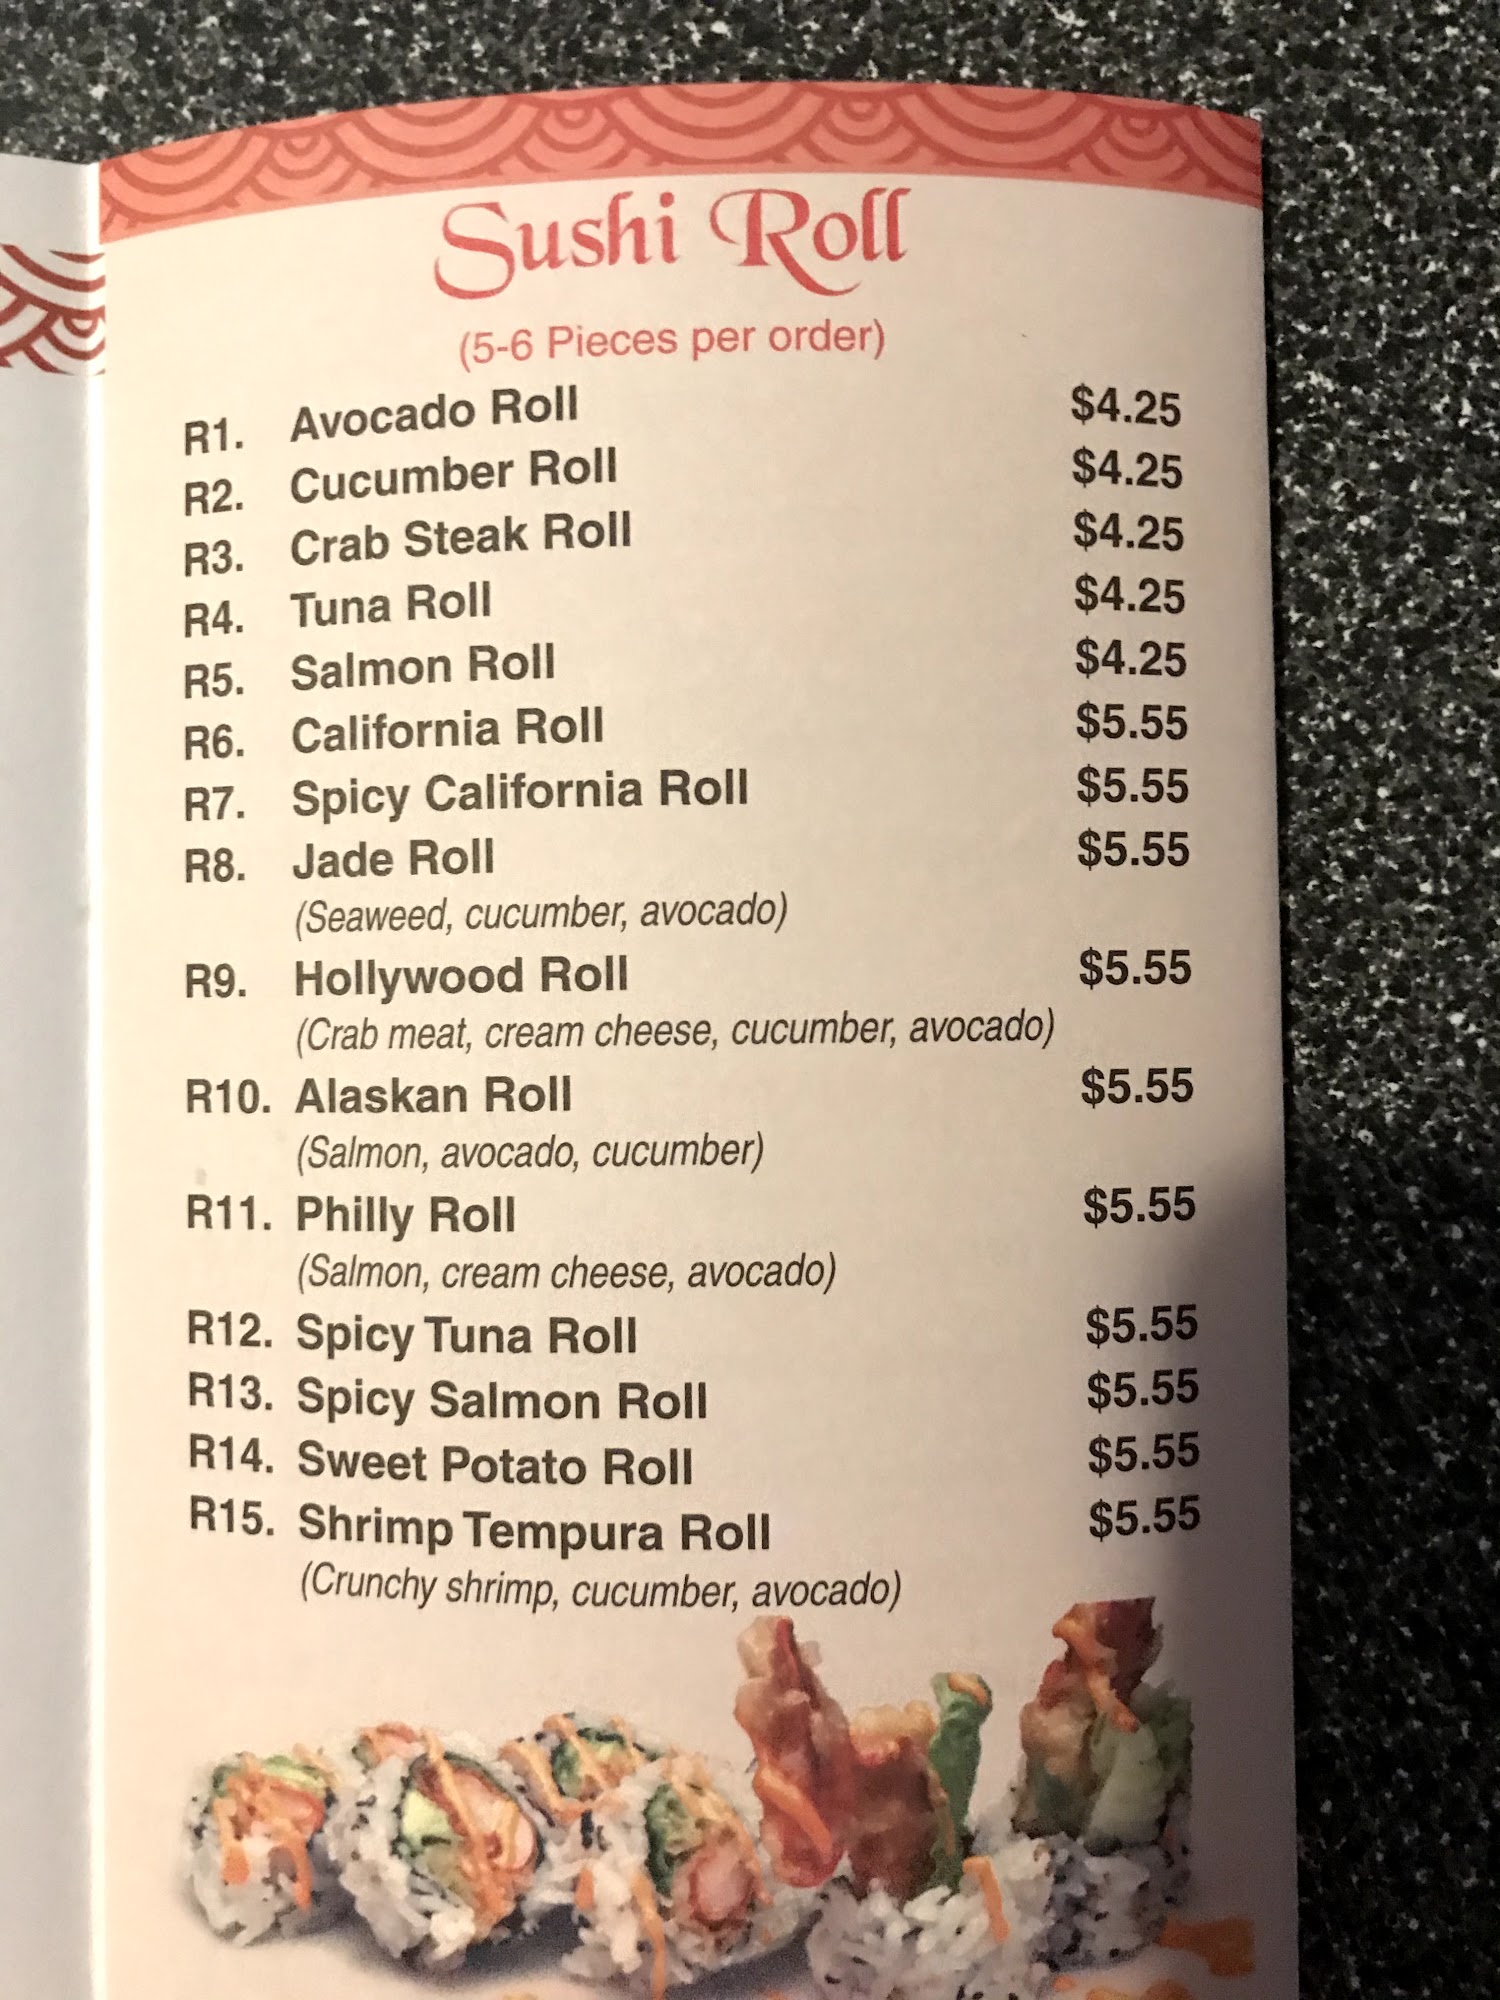 Sushi Roll
(5-6 Pieces per order)
R1. Avocado Roll $4.25
R2. Cucumber Roll $4.25
R3. Crab Steak Roll $4.25
R4. Tuna Roll $4.25
R5. Salmon Roll $4.25
R6. California Roll $5.55
R7. Spicy California Roll $5.55
R8. Jade Roll $5.55
(Seaweed, cucumber, avocado)
R9. Hollywood Roll $5.55
(Crab meat, cream cheese, cucumber, avocado)
R10. Alaskan Roll $5.55
(Salmon, avocado, cucumber)
R11. Philly Roll $5.55
(Salmon, cream cheese, avocado)
R12. Spicy Tuna Roll $5.55
R13. Spicy Salmon Roll $5.55
R14. Sweet Potato Roll $5.55
R15. Shrimp Tempura Roll $5.55
(Crunchy shrimp, cucumber, avocado)